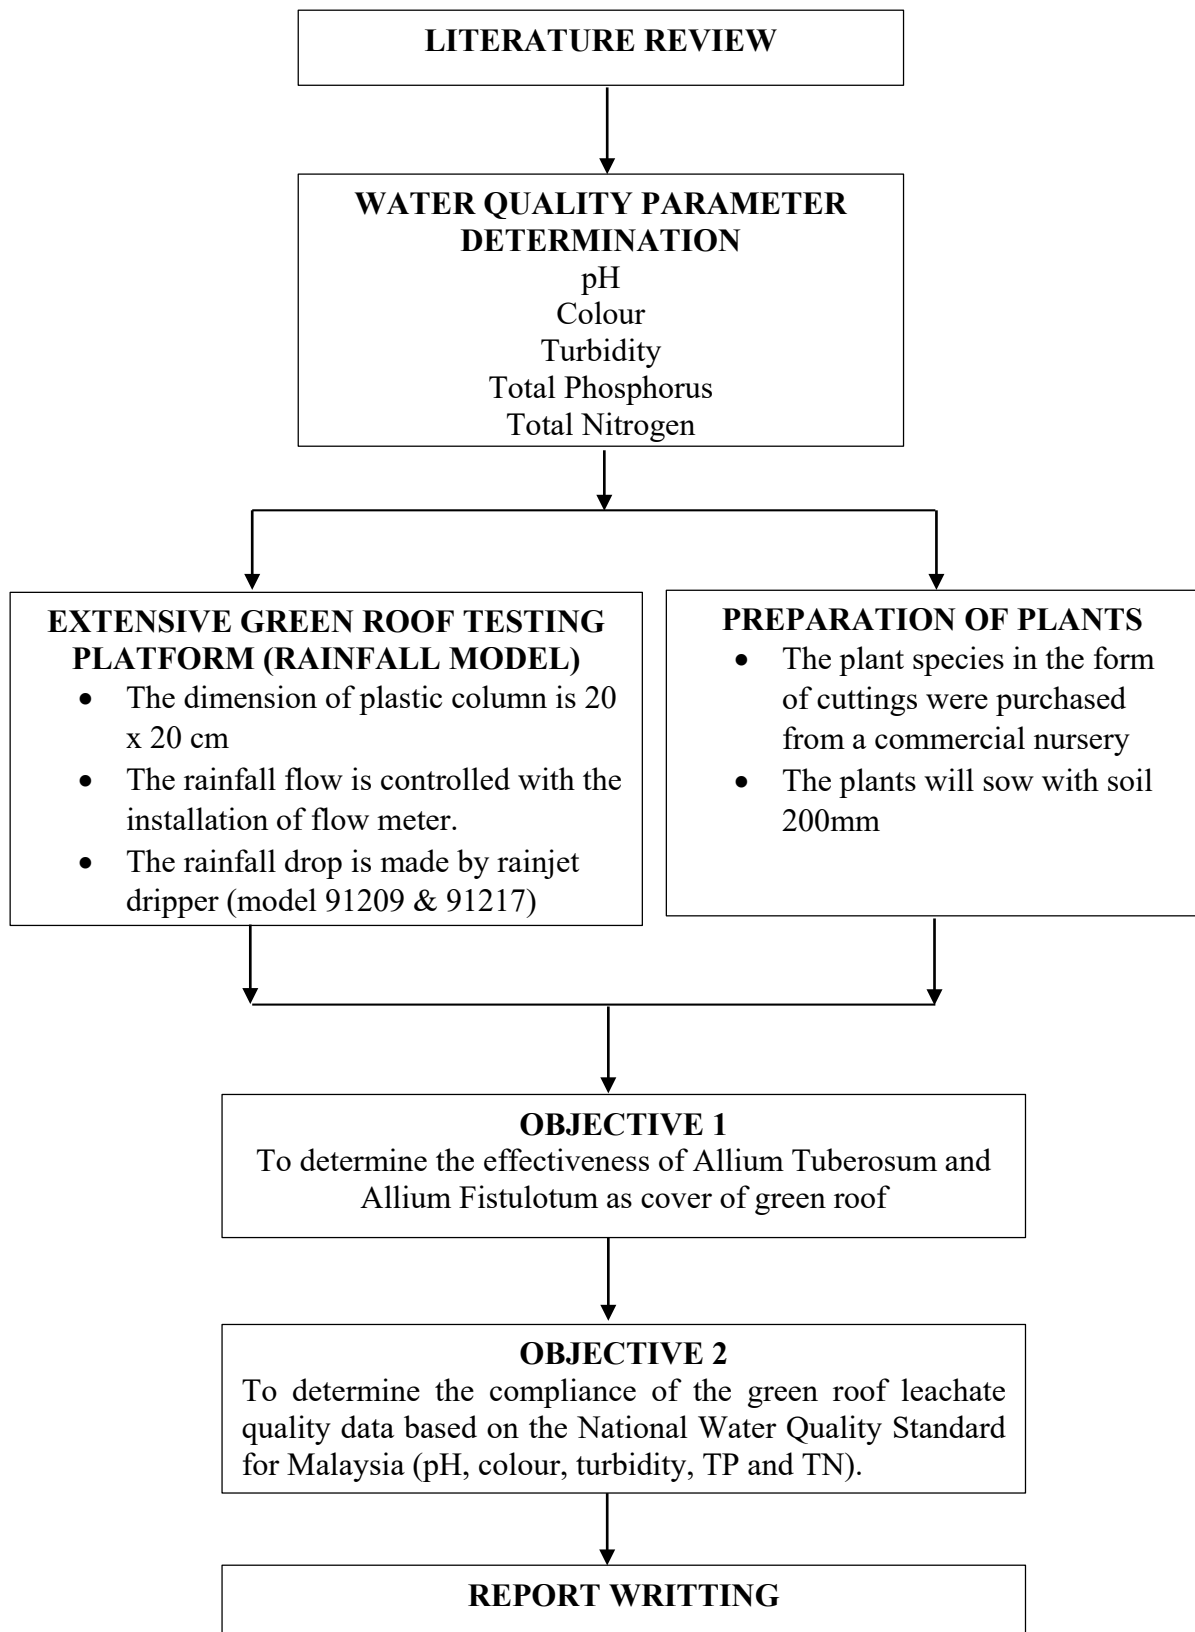 LITERATURE REVIEW
WATER QUALITY PARAMETER
DETERMINATION
pH
Colour
Turbidity
Total Phosphorus
Total Nitrogen
EXTENSIVE GREEN ROOF TESTING
PLATFORM (RAINFALL MODEL)
• The dimension of plastic column is 20
x 20 cm
• The rainfall flow is controlled with the
installation of flow meter.
• The rainfall drop is made by rainjet
dripper (model 91209 & 91217)
PREPARATION OF PLANTS
• The plant species in the form
of cuttings were purchased
from a commercial nursery
• The plants will sow with soil
200mm
OBJECTIVE 1
To determine the effectiveness of Allium Tuberosum and
Allium Fistulotum as cover of green roof
OBJECTIVE 2
To determine the compliance of the green roof leachate
quality data based on the National Water Quality Standard
for Malaysia (pH, colour, turbidity, TP and TN).
REPORT WRITTING